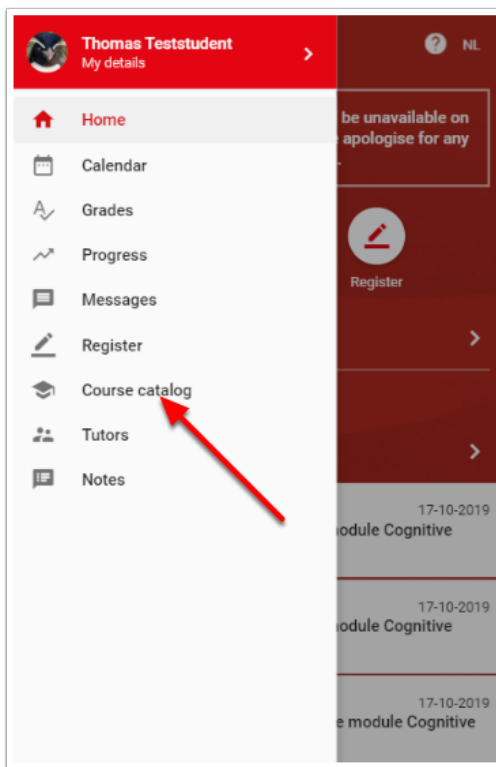 Thomas Teststudent
My details
NL
Home
be unavailable on
apologise for any
Calendar
Grades
Progress
Messages
Register
Register
Course catalog
Tutors
Notes
17-10-2019
module Cognitive
17-10-2019
module Cognitive
17-10-2019
e module Cognitive